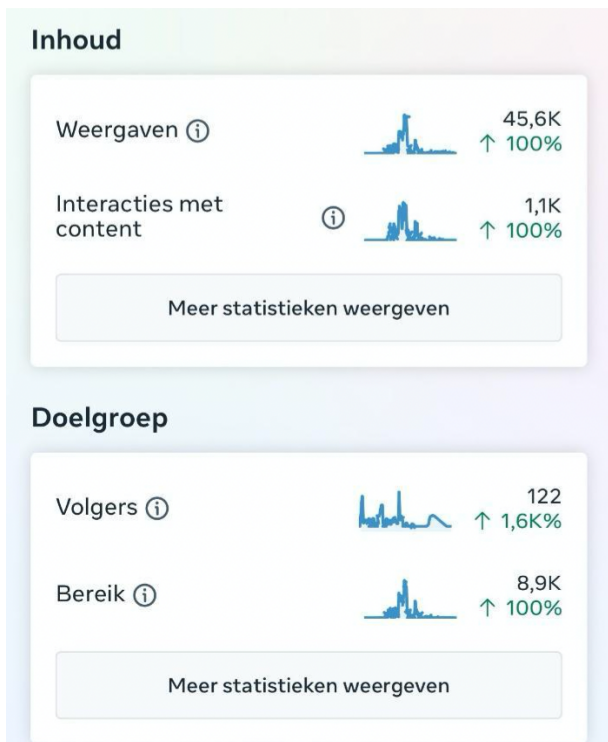 Inhoud
Weergaven
45,6K
↑ 100%
Interacties met
content
1,1K
↑ 100%
Meer statistieken weergeven
Doelgroep
Volgers
122
↑ 1,6K%
Bereik
8,9K
↑ 100%
Meer statistieken weergeven